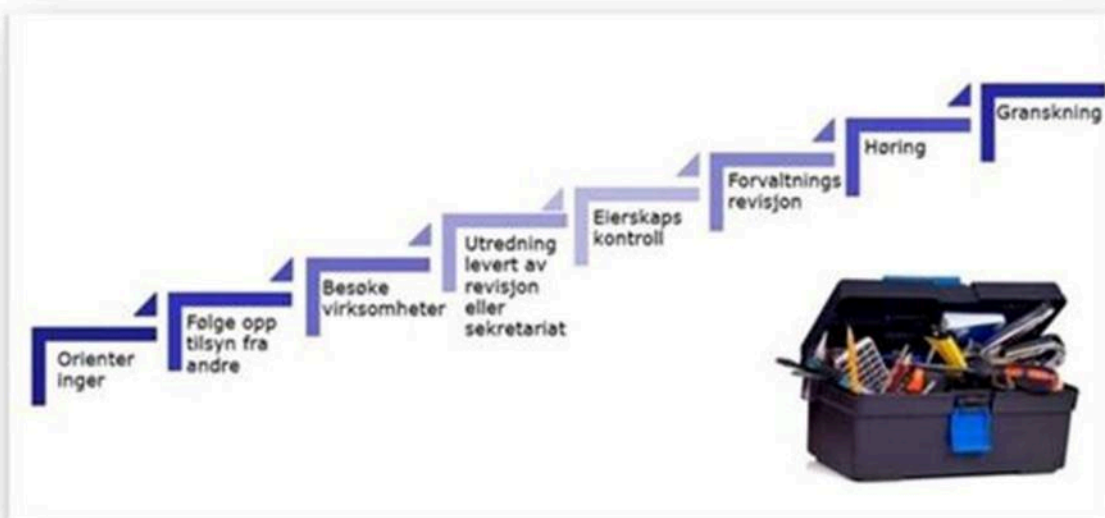 Orienter
inger
Følge opp
tilsyn fra
andre
Besøke
virksomheter
Utredning
levert av
revisjon
eller
sekretariat
Eierskaps
kontroll
Forvaltnings
revisjon
Høring
Granskning